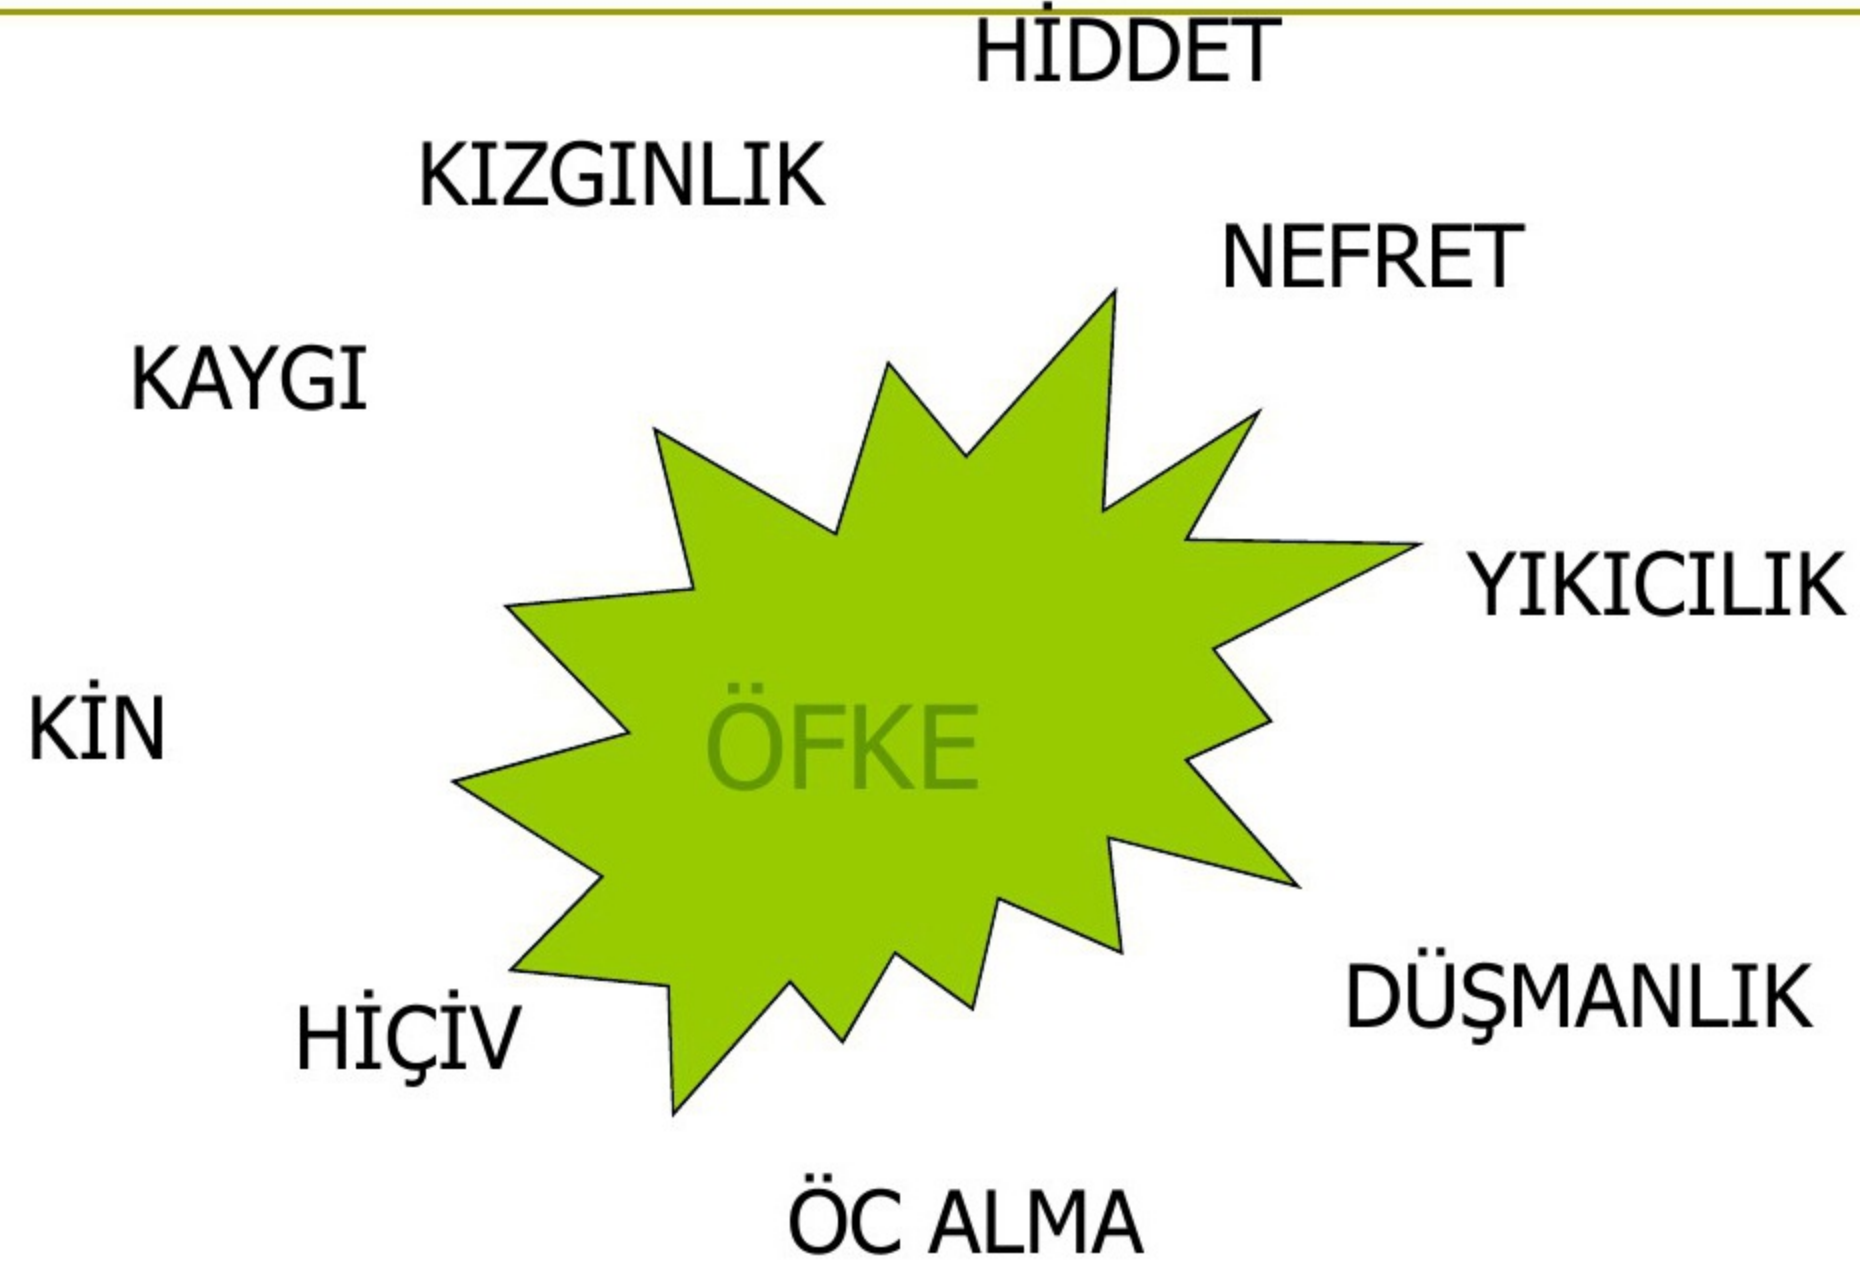 HİDDET
KIZGINLIK
NEFRET
KAYGI
YIKICILIK
KİN
ÖFKE
DÜŞMANLIK
HİÇİV
ÖC ALMA